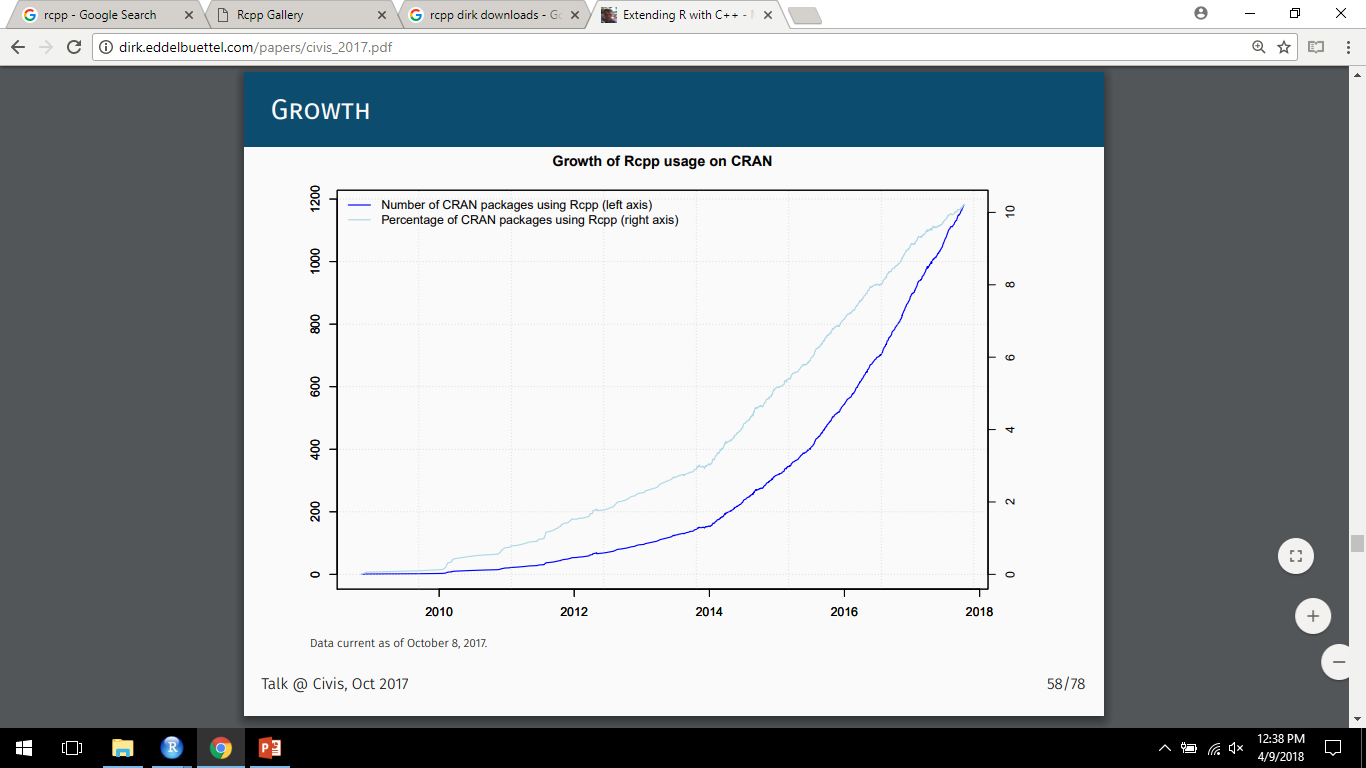 rcpp - Google Search
Rcpp Gallery
rcpp dirk downloads - Go
Extending R with C++ -
dirk.eddelbuettel.com/papers/civis_2017.pdf
Growth
Growth of Rcpp usage on CRAN
Number of CRAN packages using Rcpp (left axis)
Percentage of CRAN packages using Rcpp (right axis)
1200
1000
800
600
400
200
0
10
8
6
4
2
0
2010 2012 2014 2016 2018
Data current as of October 8, 2017.
Talk @ Civis, Oct 2017 58/78
12:38 PM
4/9/2018